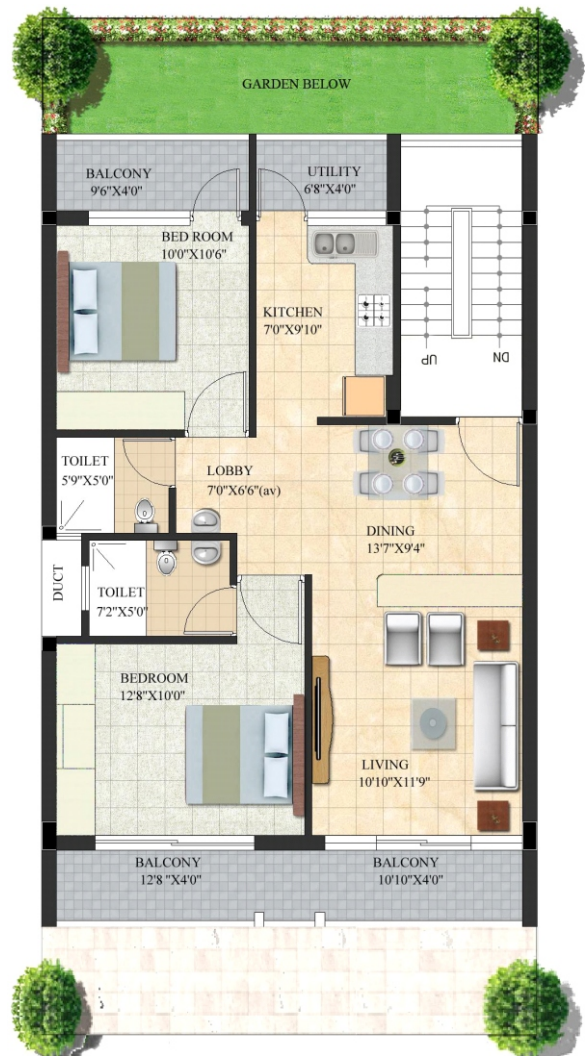 GARDEN BELOW
BALCONY
9'6"X4'0"
UTILITY
6'8"X4'0"
BED ROOM
10'0"X10'6"
KITCHEN
7'0"X9'10"
UP
DN
TOILET
5'9"X5'0"
LOBBY
7'0"X6'6"(av)
DINING
13'7"X9'4"
DUCT
TOILET
7'2"X5'0"
BEDROOM
12'8"X10'0"
LIVING
10'10"X11'9"
BALCONY
12'8 "X4'0"
BALCONY
10'10"X4'0"